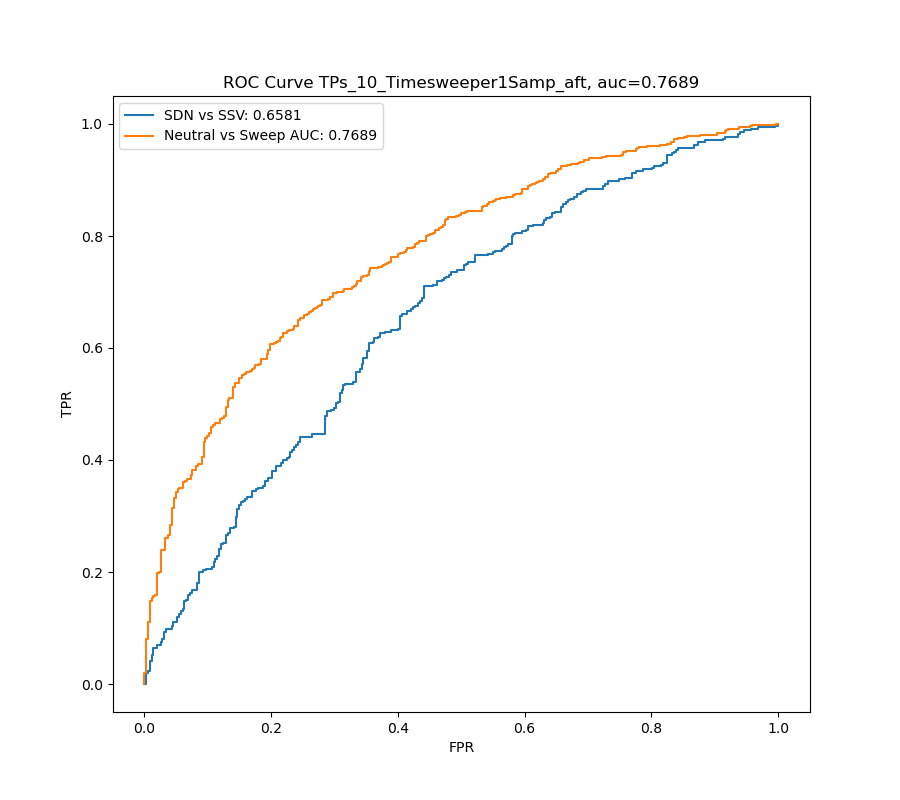 ROC Curve TPs_10_Timesweeper1Samp_aft, auc=0.7689
SDN vs SSV: 0.6581
Neutral vs Sweep AUC: 0.7689
1.0
0.8
0.6
0.4
0.2
0.0
TPR
0.0 0.2 0.4 0.6 0.8 1.0
FPR